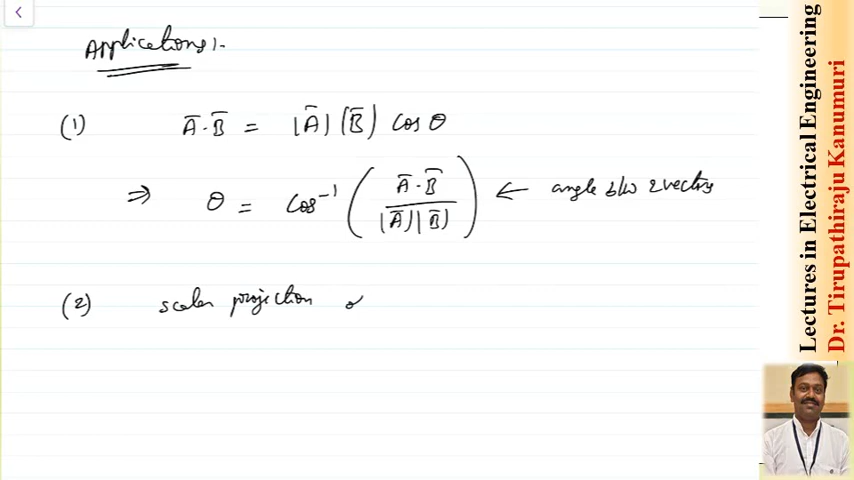 Applications:-
(1) Ā·B̄ = |Ā| |B̄| cos θ
⇒ θ = cos⁻¹ ( Ā·B̄ / |Ā||B̄| ) ← angle b/w 2 vectors
(2) scalar projection o
Lectures in Electrical Engineering
Dr. Tirupathiraju Kanumuri